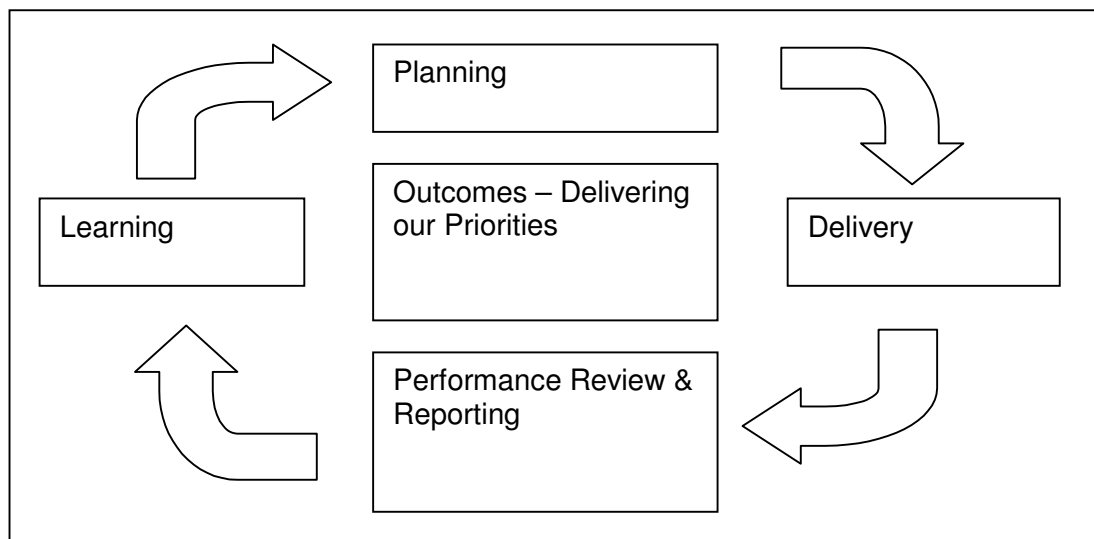 Planning
Outcomes – Delivering
our Priorities
Learning
Delivery
Performance Review &
Reporting